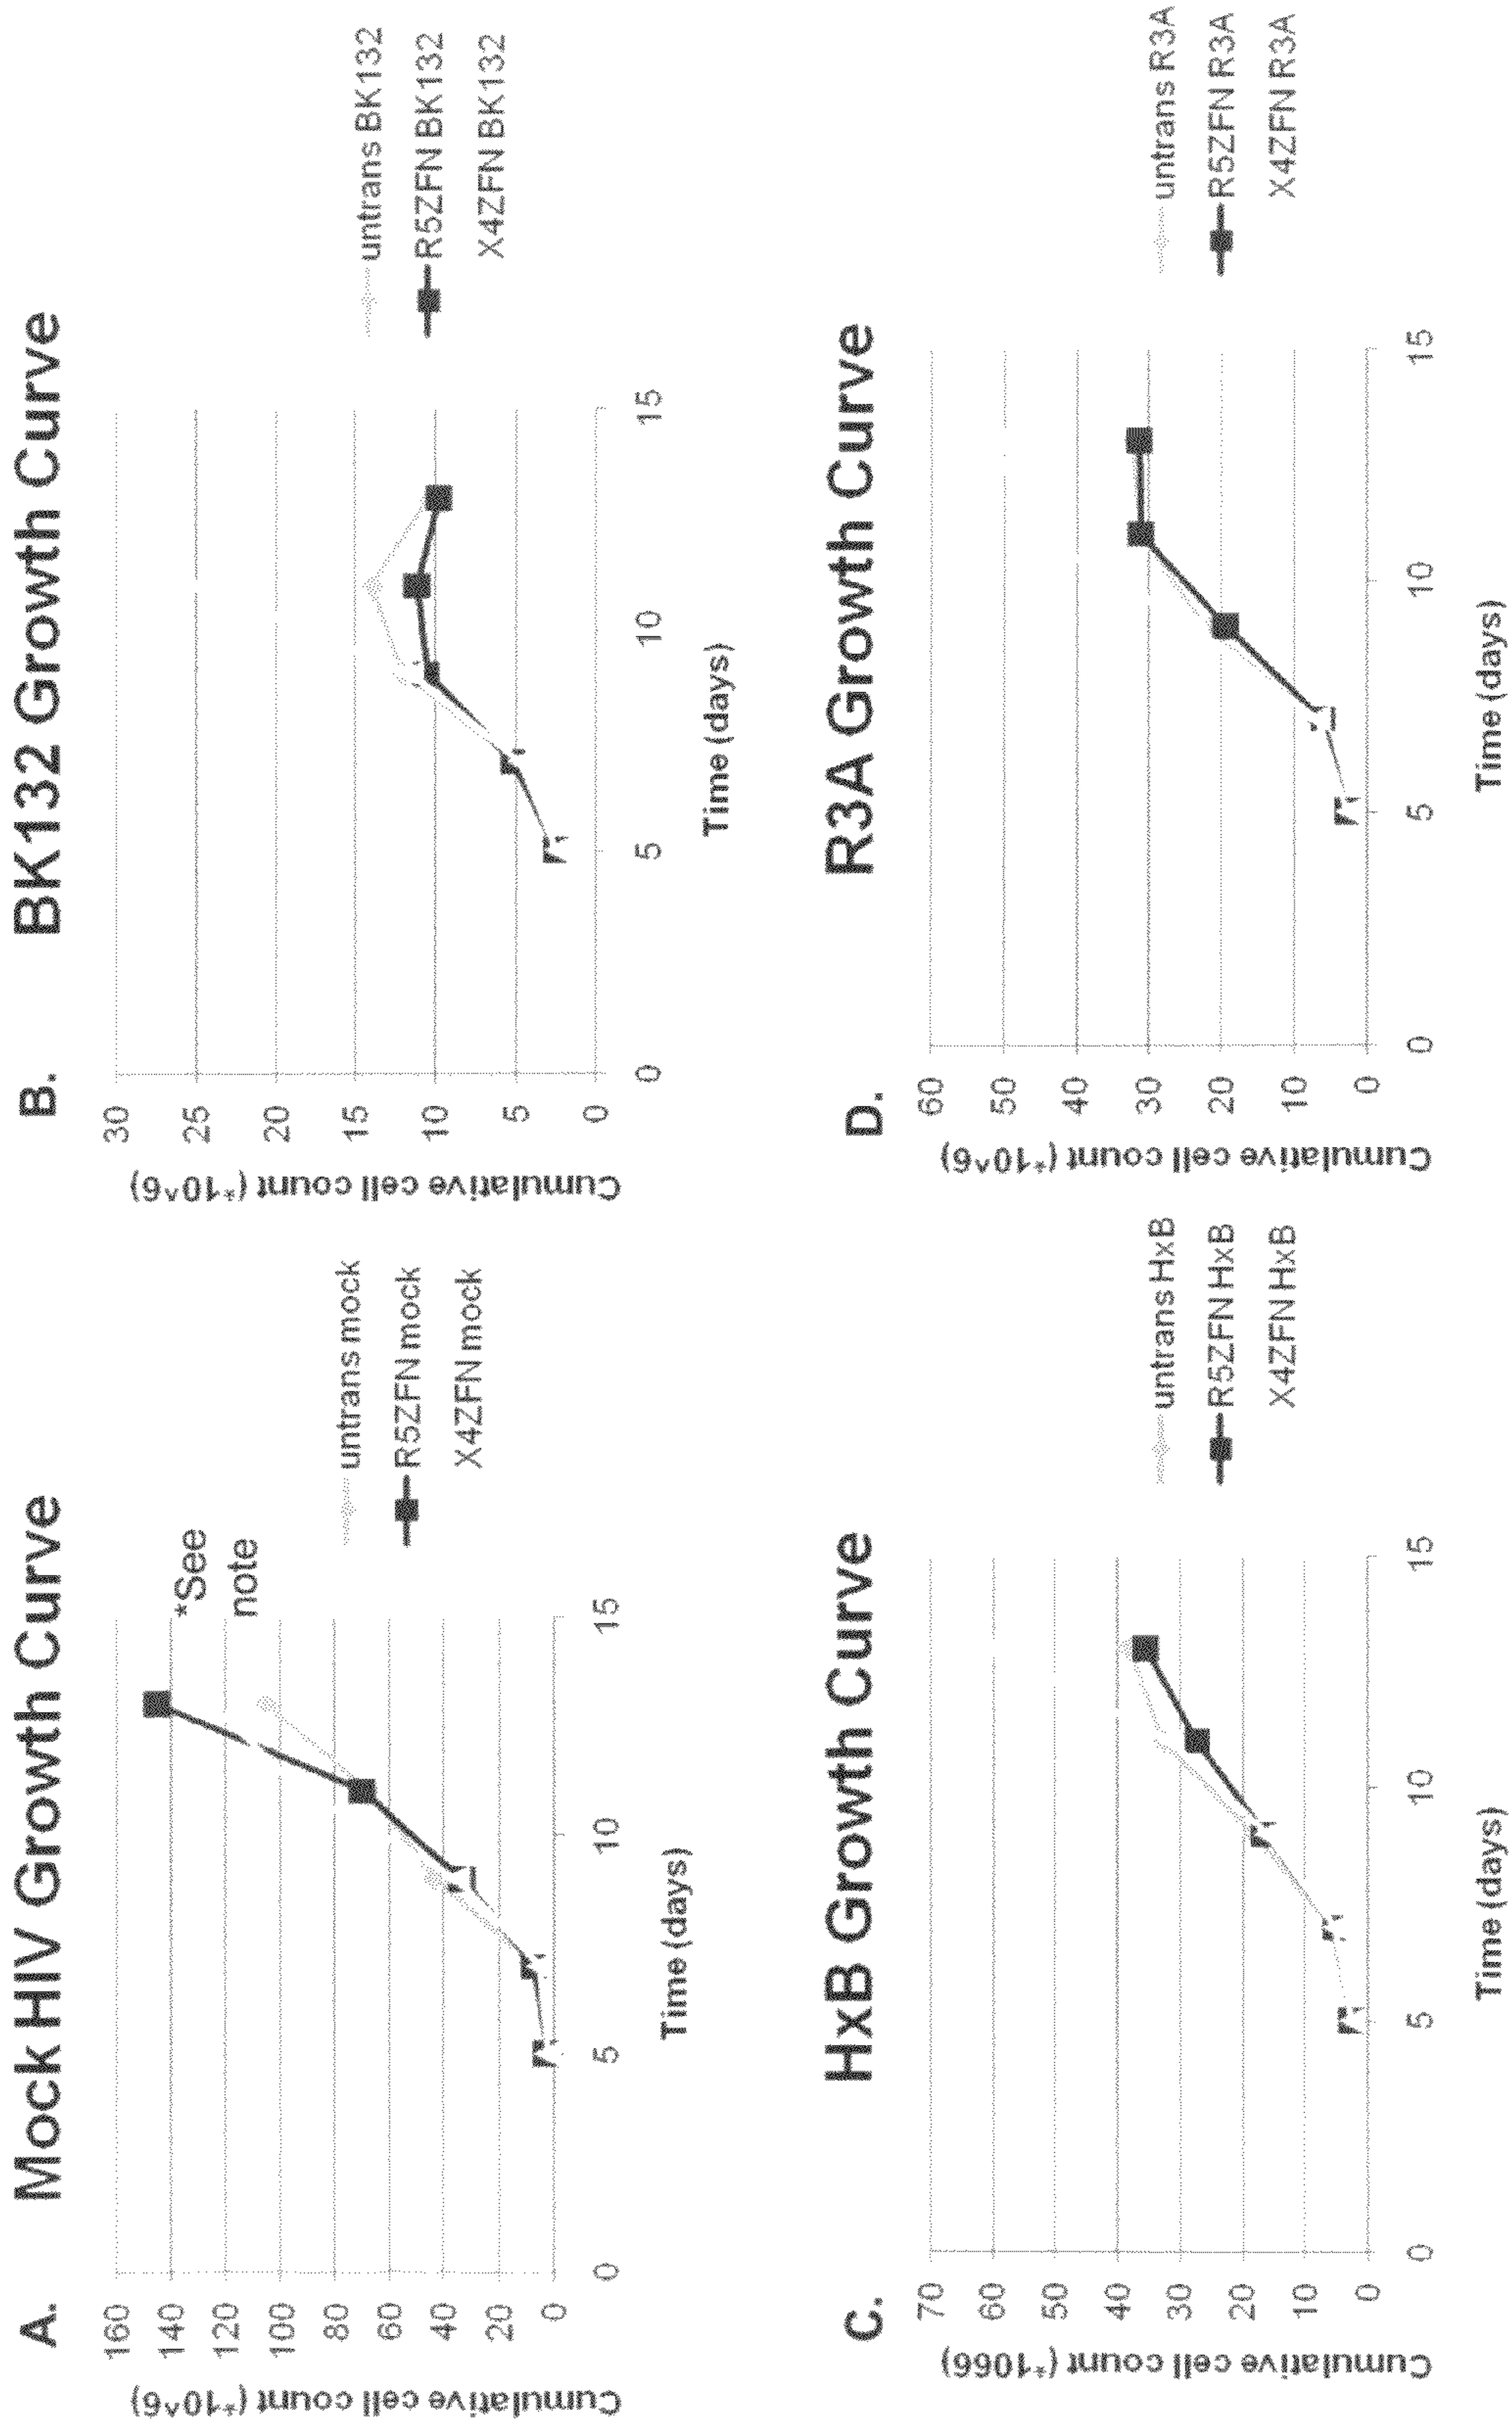 A.
Mock HIV Growth Curve
Cumulative cell count (*10^6)
160
140
120
100
80
60
40
20
0
0
5
10
15
Time (days)
*See
note
untrans mock
R5ZFN mock
X4ZFN mock
B.
BK132 Growth Curve
Cumulative cell count (*10^6)
30
25
20
15
10
5
0
0
5
10
15
Time (days)
untrans BK132
R5ZFN BK132
X4ZFN BK132
C.
HxB Growth Curve
Cumulative cell count (*1066)
70
60
50
40
30
20
10
0
0
5
10
15
Time (days)
untrans HxB
R5ZFN HxB
X4ZFN HxB
D.
R3A Growth Curve
Cumulative cell count (*10^6)
60
50
40
30
20
10
0
0
5
10
15
Time (days)
untrans R3A
R5ZFN R3A
X4ZFN R3A